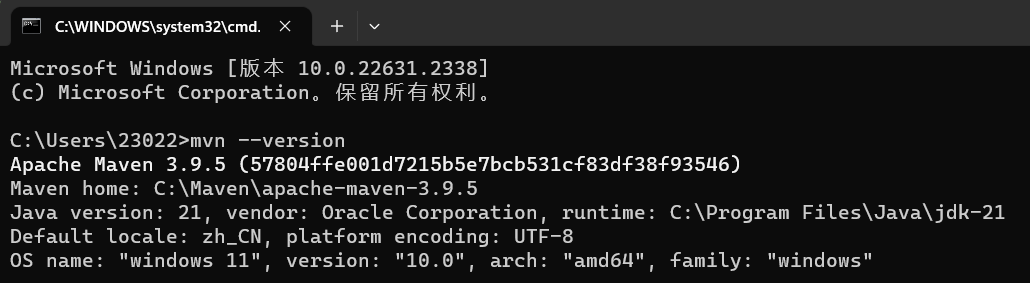 C:\WINDOWS\system32\cmd.
Microsoft Windows [版本 10.0.22631.2338]
(c) Microsoft Corporation。保留所有权利。
C:\Users\23022>mvn --version
Apache Maven 3.9.5 (57804ffe001d7215b5e7bcb531cf83df38f93546)
Maven home: C:\Maven\apache-maven-3.9.5
Java version: 21, vendor: Oracle Corporation, runtime: C:\Program Files\Java\jdk-21
Default locale: zh_CN, platform encoding: UTF-8
OS name: "windows 11", version: "10.0", arch: "amd64", family: "windows"